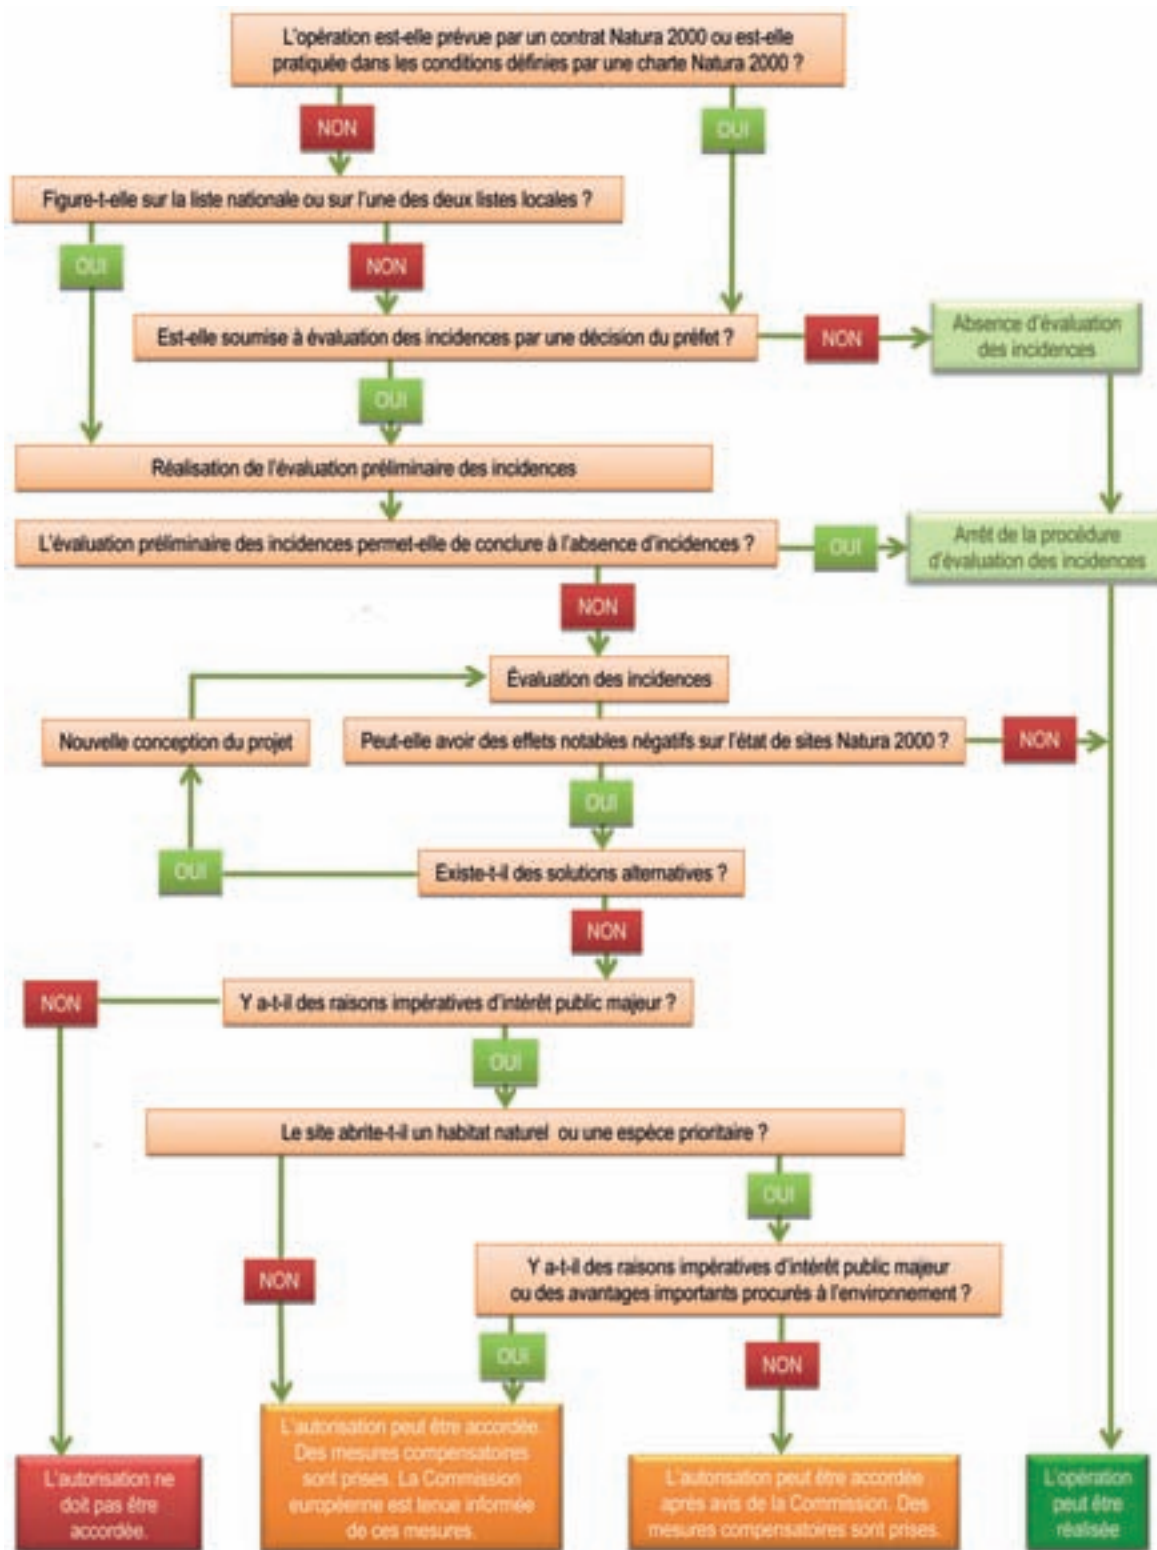 L'opération est-elle prévue par un contrat Natura 2000 ou est-elle
pratiquée dans les conditions définies par une charte Natura 2000 ?
NON
OUI
Figure-t-elle sur la liste nationale ou sur l'une des deux listes locales ?
OUI
NON
Est-elle soumise à évaluation des incidences par une décision du préfet ?
NON
Absence d'évaluation
des incidences
OUI
Réalisation de l'évaluation préliminaire des incidences
L'évaluation préliminaire des incidences permet-elle de conclure à l'absence d'incidences ?
OUI
Arrêt de la procédure
d'évaluation des incidences
NON
Évaluation des incidences
Nouvelle conception du projet
Peut-elle avoir des effets notables négatifs sur l'état de sites Natura 2000 ?
NON
OUI
OUI
Existe-t-il des solutions alternatives ?
NON
NON
Y a-t-il des raisons impératives d'intérêt public majeur ?
OUI
Le site abrite-t-il un habitat naturel ou une espèce prioritaire ?
OUI
NON
Y a-t-il des raisons impératives d'intérêt public majeur
ou des avantages importants procurés à l'environnement ?
OUI
NON
L'autorisation ne
doit pas être
accordée.
L'autorisation peut être accordée.
Des mesures compensatoires
sont prises. La Commission
européenne est tenue informée
de ces mesures.
L'autorisation peut être accordée
après avis de la Commission. Des
mesures compensatoires sont prises.
L'opération
peut être
réalisée